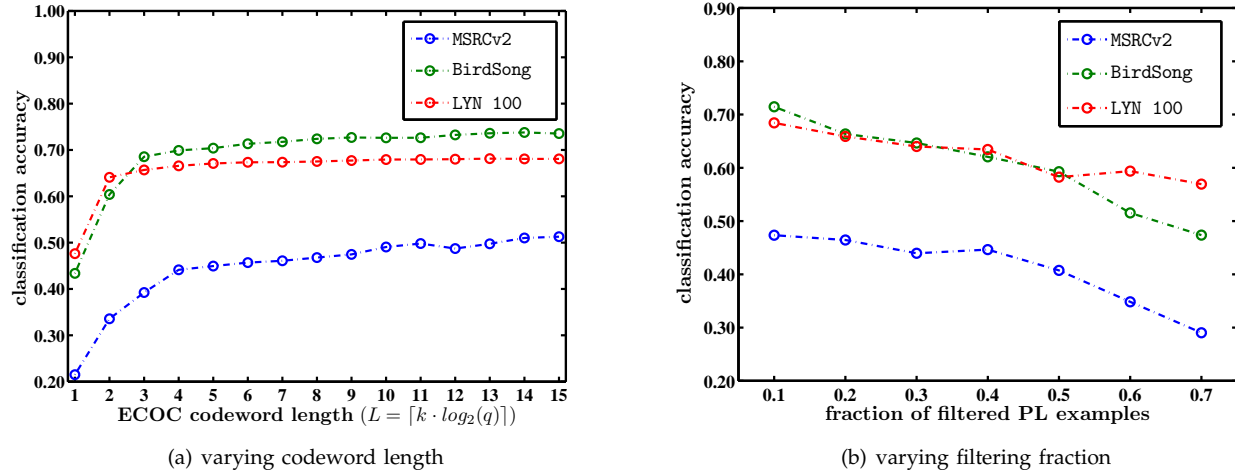 1.00
0.90
0.80
0.70
0.60
0.50
0.40
0.30
0.20
classification accuracy
MSRCv2
BirdSong
LYN 100
1 2 3 4 5 6 7 8 9 10 11 12 13 14 15
ECOC codeword length (L = ⌈k · log₂(q)⌉)
(a) varying codeword length
0.90
0.80
0.70
0.60
0.50
0.40
0.30
0.20
classification accuracy
MSRCv2
BirdSong
LYN 100
0.1 0.2 0.3 0.4 0.5 0.6 0.7
fraction of filtered PL examples
(b) varying filtering fraction